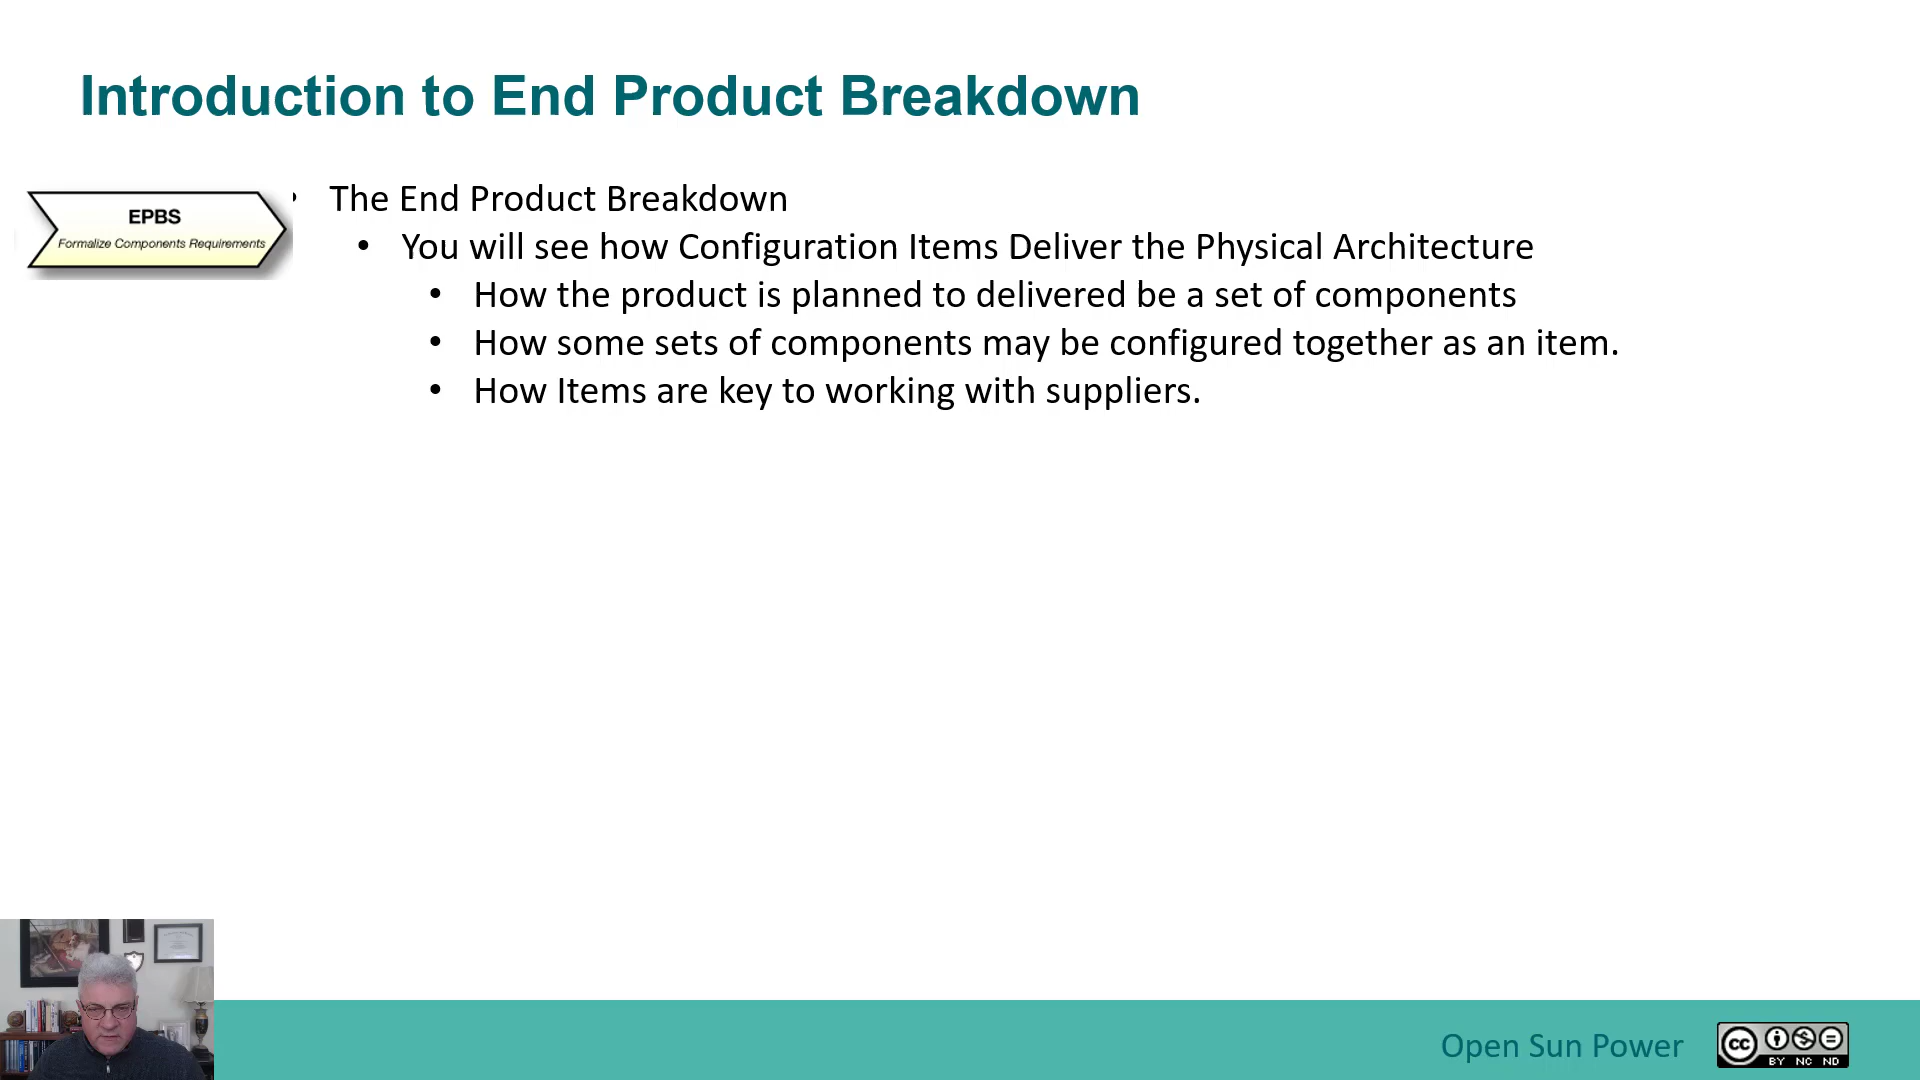 Introduction to End Product Breakdown
EPBS
Formalize Components Requirements
• The End Product Breakdown
• You will see how Configuration Items Deliver the Physical Architecture
• How the product is planned to delivered be a set of components
• How some sets of components may be configured together as an item.
• How Items are key to working with suppliers.
Open Sun Power
cc
BY NC ND